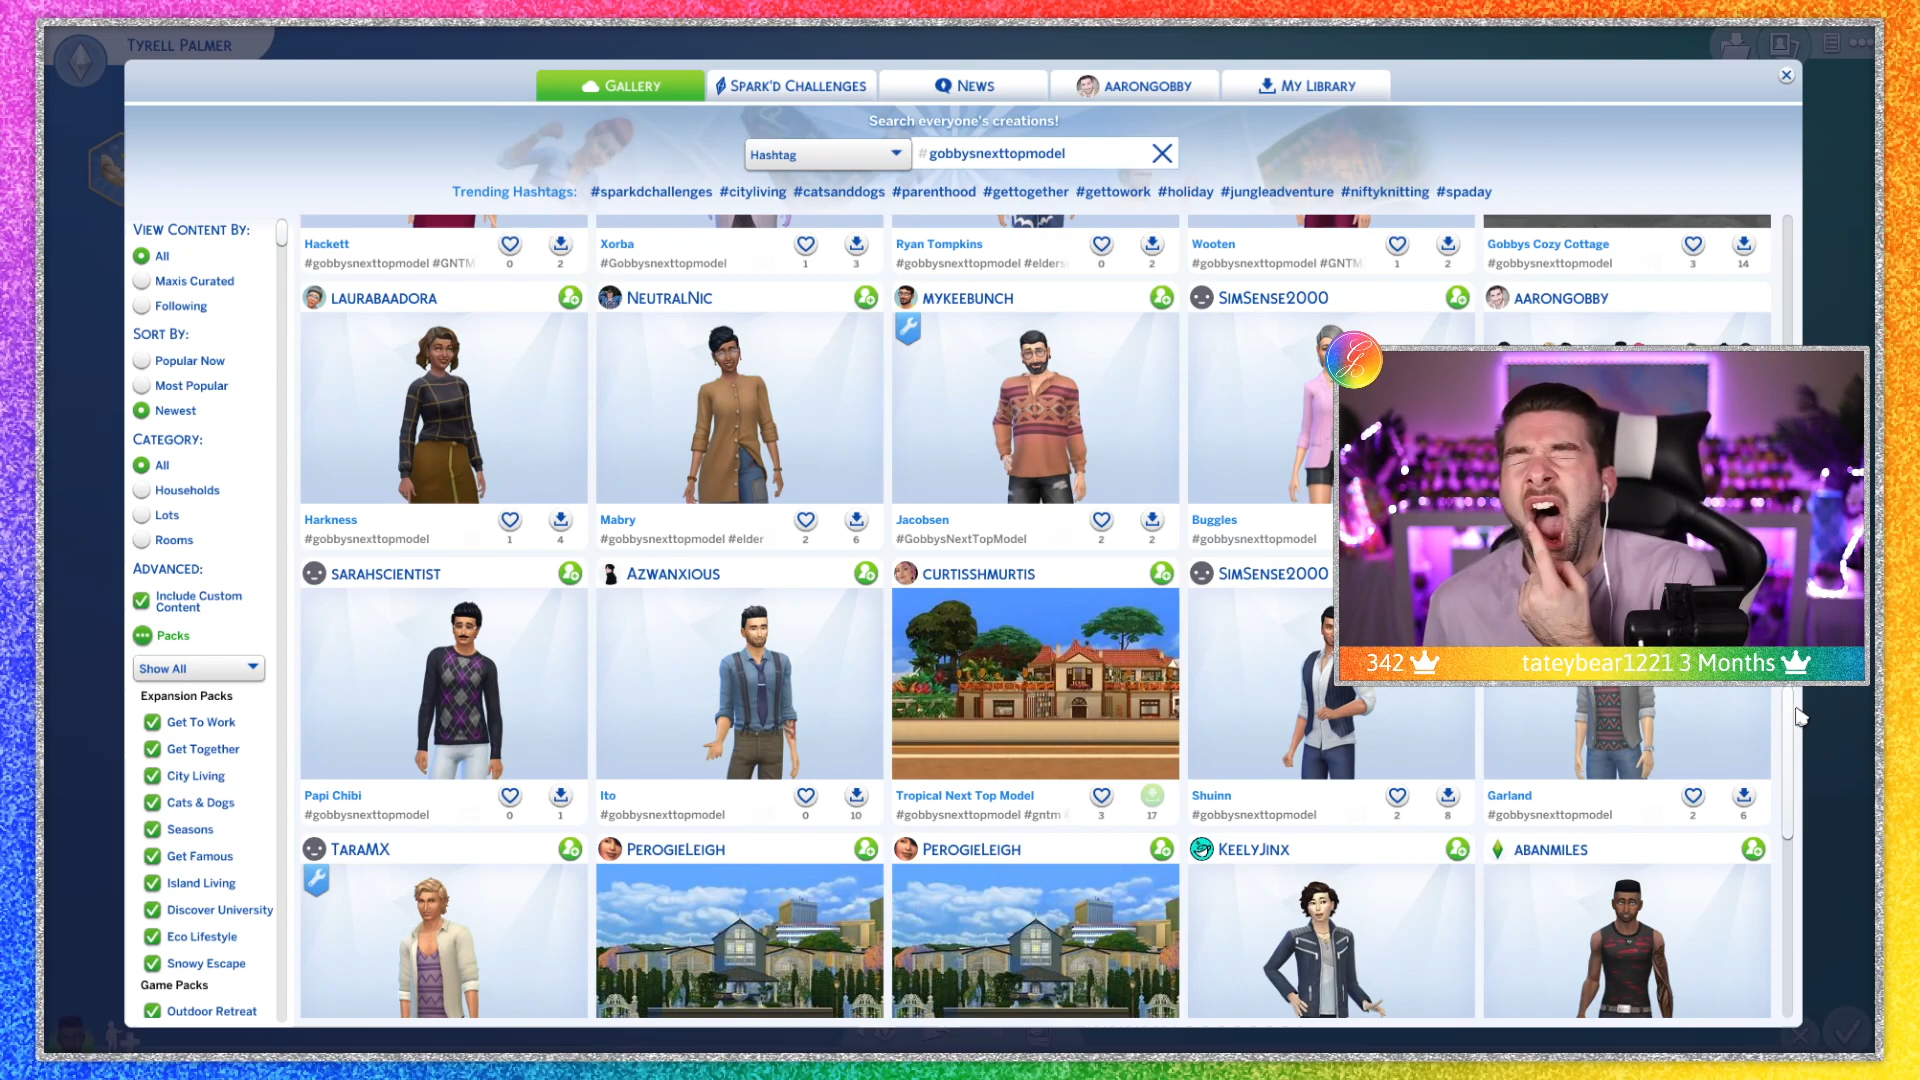 TYRELL PALMER
GALLERY
SPARK'D CHALLENGES
NEWS
AARONGOBBY
MY LIBRARY
Search everyone's creations!
Hashtag
#gobbysnexttopmodel
Trending Hashtags: #sparkdchallenges #cityliving #catsanddogs #parenthood #gettogether #gettowork #holiday #jungleadventure #niftyknitting #spaday
VIEW CONTENT BY:
All
Maxis Curated
Following
SORT BY:
Popular Now
Most Popular
Newest
CATEGORY:
All
Households
Lots
Rooms
ADVANCED:
Include Custom
Content
Packs
Show All
Expansion Packs
Get To Work
Get Together
City Living
Cats & Dogs
Seasons
Get Famous
Island Living
Discover University
Eco Lifestyle
Snowy Escape
Game Packs
Outdoor Retreat
Hackett
#gobbysnexttopmodel #GNTM
0 2
Xorba
#Gobbysnexttopmodel
1 3
Ryan Tompkins
#gobbysnexttopmodel #elders
0 2
Wooten
#gobbysnexttopmodel #GNTM
1 2
Gobbys Cozy Cottage
#gobbysnexttopmodel
3 14
LAURABAADORA
Harkness
#gobbysnexttopmodel
1 4
NEUTRALNIC
Mabry
#gobbysnexttopmodel #elder
2 6
MYKEEBUNCH
Jacobsen
#GobbysNextTopModel
2 2
SIMSENSE2000
Buggles
#gobbysnexttopmodel
AARONGOBBY
SARAHSCIENTIST
Papi Chibi
#gobbysnexttopmodel
0 1
AZWANXIOUS
Ito
#gobbysnexttopmodel
0 10
CURTISSHMURTIS
Tropical Next Top Model
#gobbysnexttopmodel #gntm
3 17
SIMSENSE2000
Shuinn
#gobbysnexttopmodel
2 8
Garland
#gobbysnexttopmodel
2 6
TARAMX
PEROGIELEIGH
PEROGIELEIGH
KEELYJINX
ABANMILES
G
342
tateybear1221 3 Months